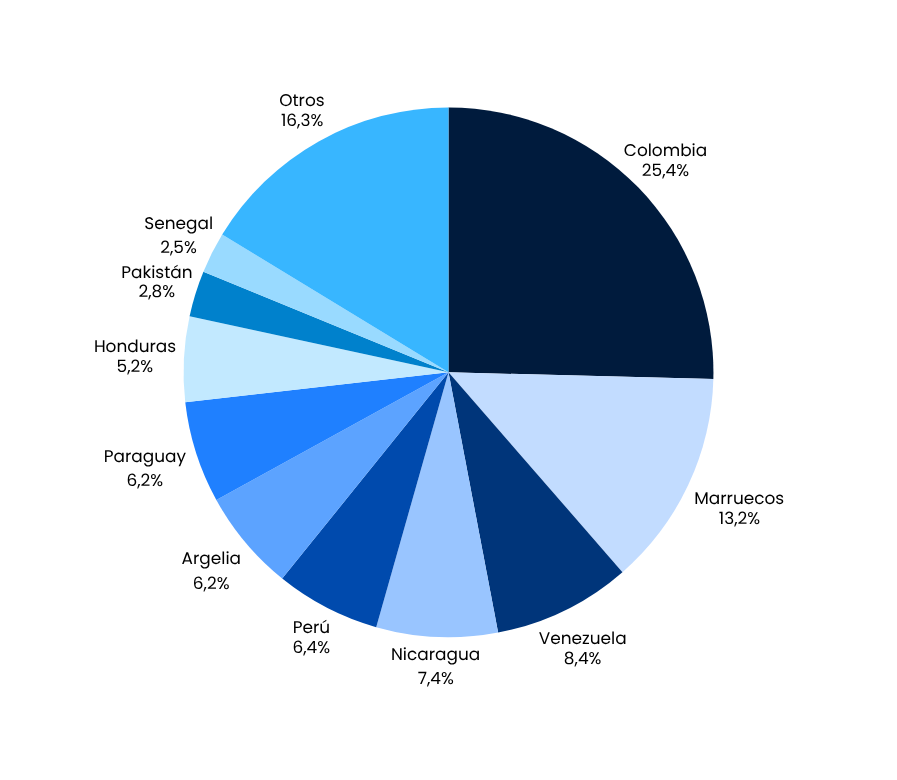 Otros
16,3%
Colombia
25,4%
Senegal
2,5%
Pakistán
2,8%
Honduras
5,2%
Paraguay
6,2%
Marruecos
13,2%
Argelia
6,2%
Perú
6,4%
Nicaragua
7,4%
Venezuela
8,4%